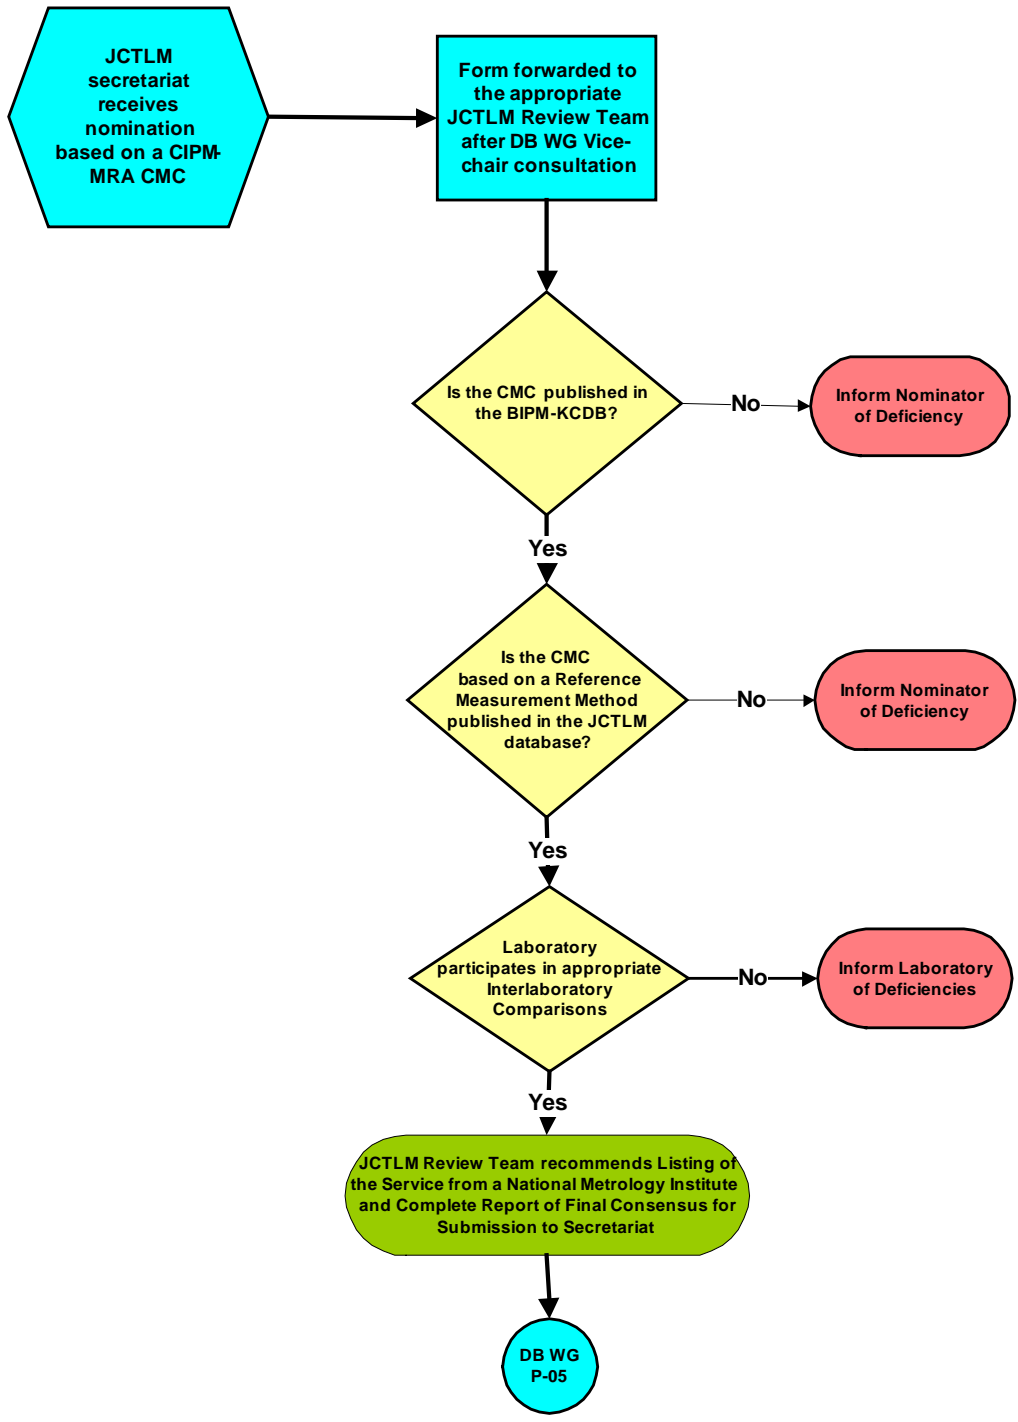 JCTLM
secretariat
receives
nomination
based on a CIPM-
MRA CMC
Form forwarded to
the appropriate
JCTLM Review Team
after DB WG Vice-
chair consultation
Is the CMC published in
the BIPM-KCDB?
No
Inform Nominator
of Deficiency
Yes
Is the CMC
based on a Reference
Measurement Method
published in the JCTLM
database?
No
Inform Nominator
of Deficiency
Yes
Laboratory
participates in appropriate
Interlaboratory
Comparisons
No
Inform Laboratory
of Deficiencies
Yes
JCTLM Review Team recommends Listing of
the Service from a National Metrology Institute
and Complete Report of Final Consensus for
Submission to Secretariat
DB WG
P-05